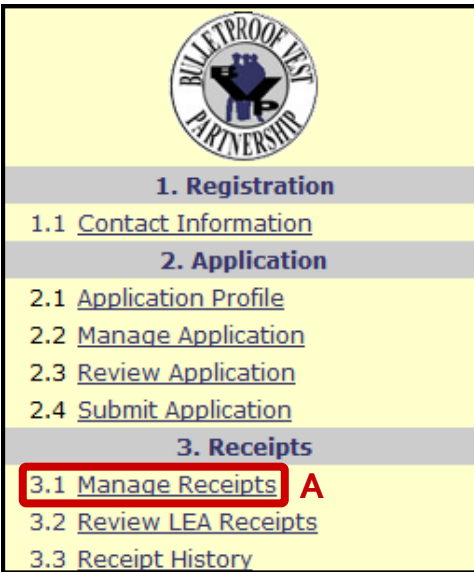 BULLETPROOF VEST
B V P
PARTNERSHIP
1. Registration
1.1 Contact Information
2. Application
2.1 Application Profile
2.2 Manage Application
2.3 Review Application
2.4 Submit Application
3. Receipts
3.1 Manage Receipts A
3.2 Review LEA Receipts
3.3 Receipt History